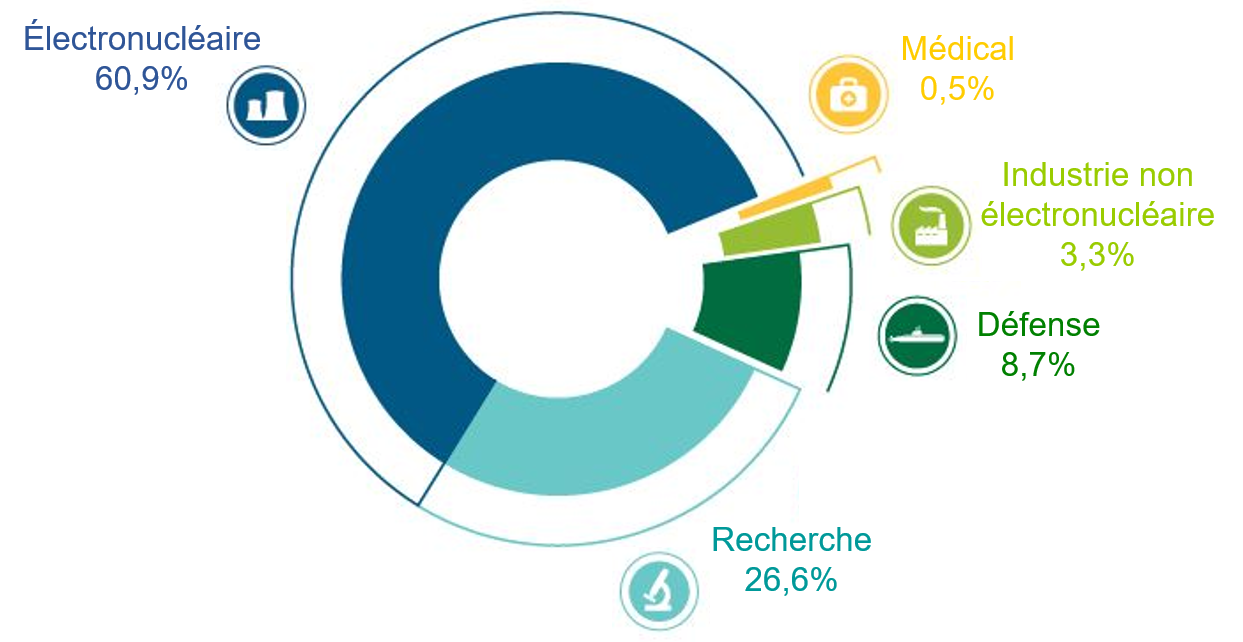 Électronucléaire
60,9%
Médical
0,5%
Industrie non
électronucléaire
3,3%
Défense
8,7%
Recherche
26,6%